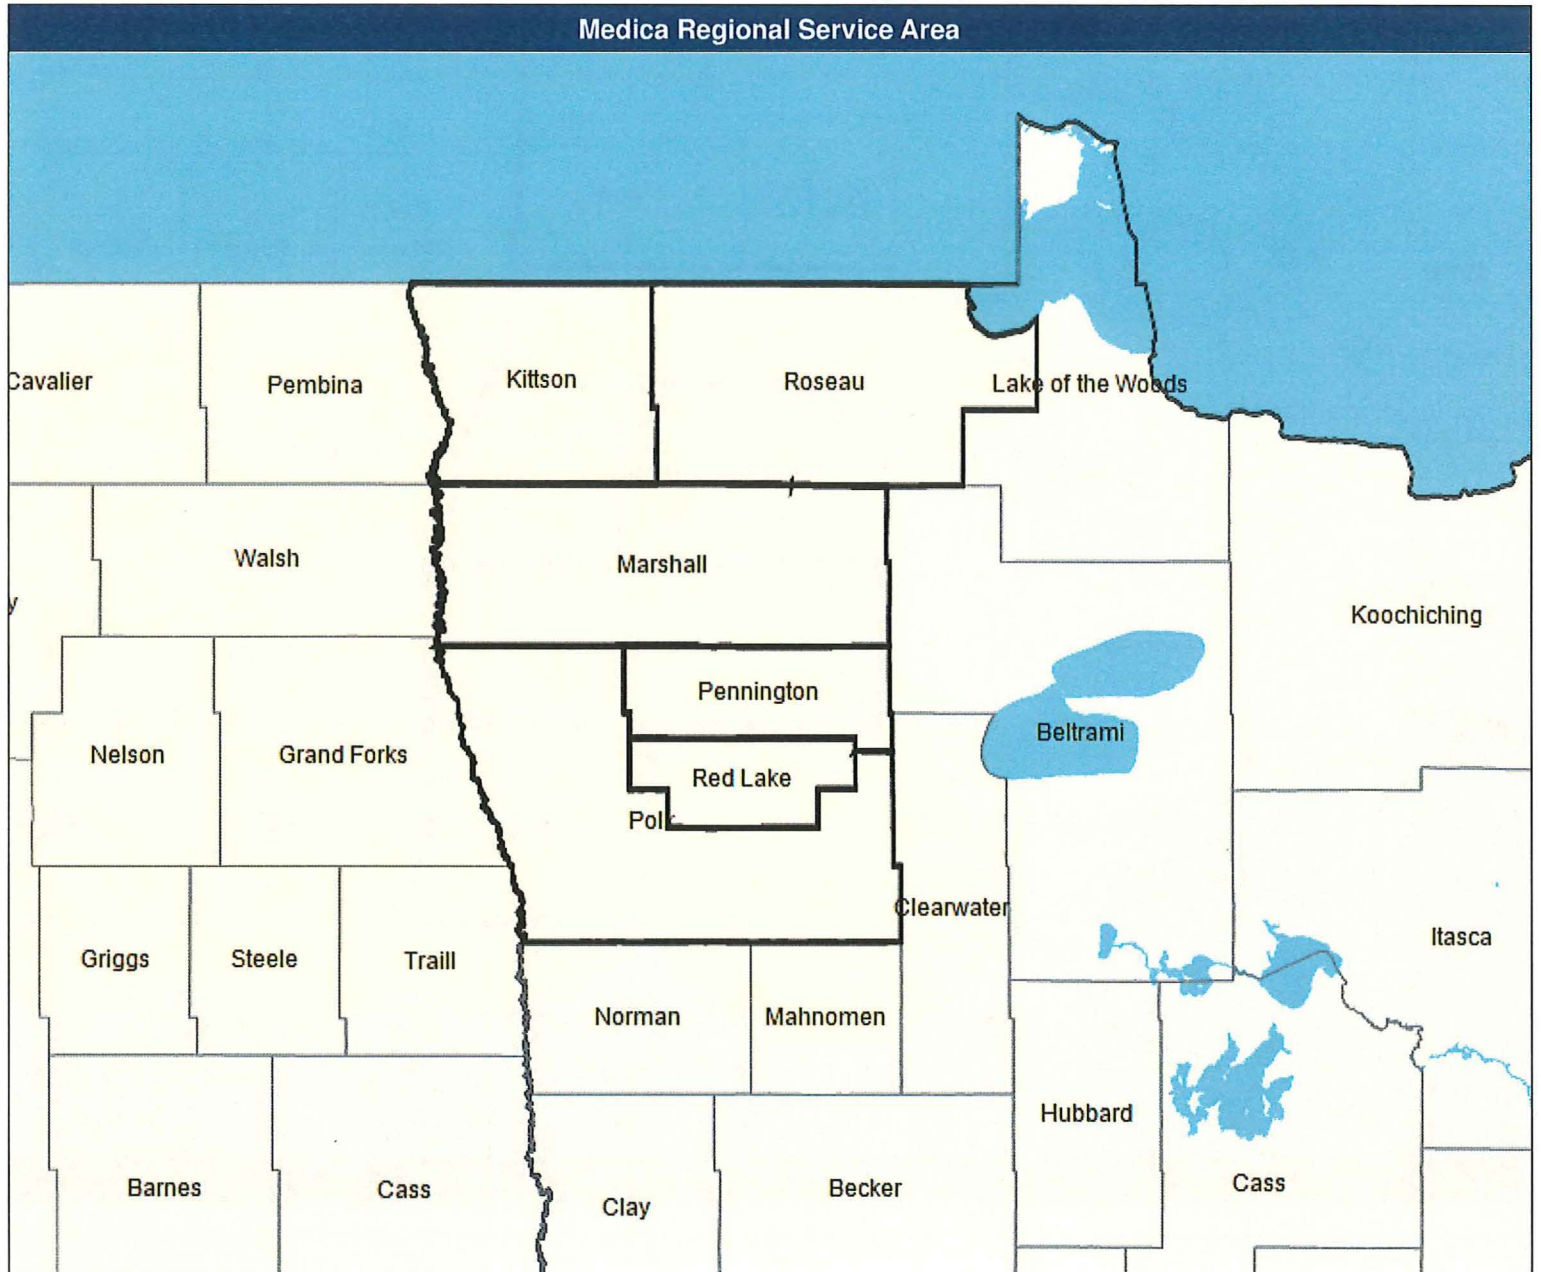 Medica Regional Service Area
Cavalier
Pembina
Kittson
Roseau
Lake of the Woods
Walsh
Marshall
y
Koochiching
Pennington
Nelson
Grand Forks
Beltrami
Red Lake
Polk
Clearwater
Griggs
Steele
Traill
Itasca
Norman
Mahnomen
Hubbard
Barnes
Cass
Clay
Becker
Cass